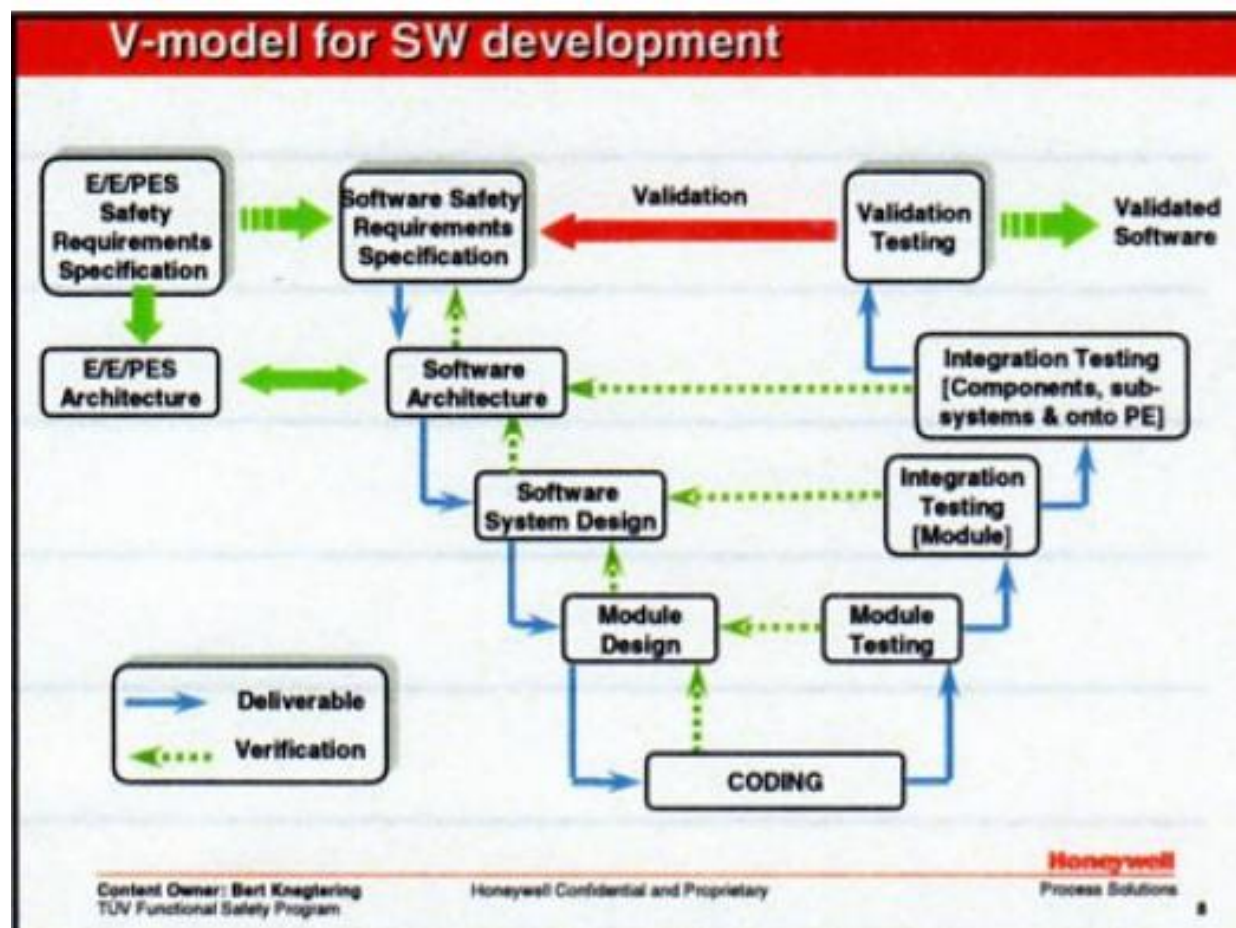 V-model for SW development
E/E/PES
Safety
Requirements
Specification
Software Safety
Requirements
Specification
Validation
Validation
Testing
Validated
Software
E/E/PES
Architecture
Software
Architecture
Integration Testing
[Components, sub-
systems & onto PE]
Software
System Design
Integration
Testing
[Module]
Module
Design
Module
Testing
Deliverable
Verification
CODING
Honeywell
Process Solutions
Content Owner: Bert Knegtering
TÜV Functional Safety Program
Honeywell Confidential and Proprietary
8